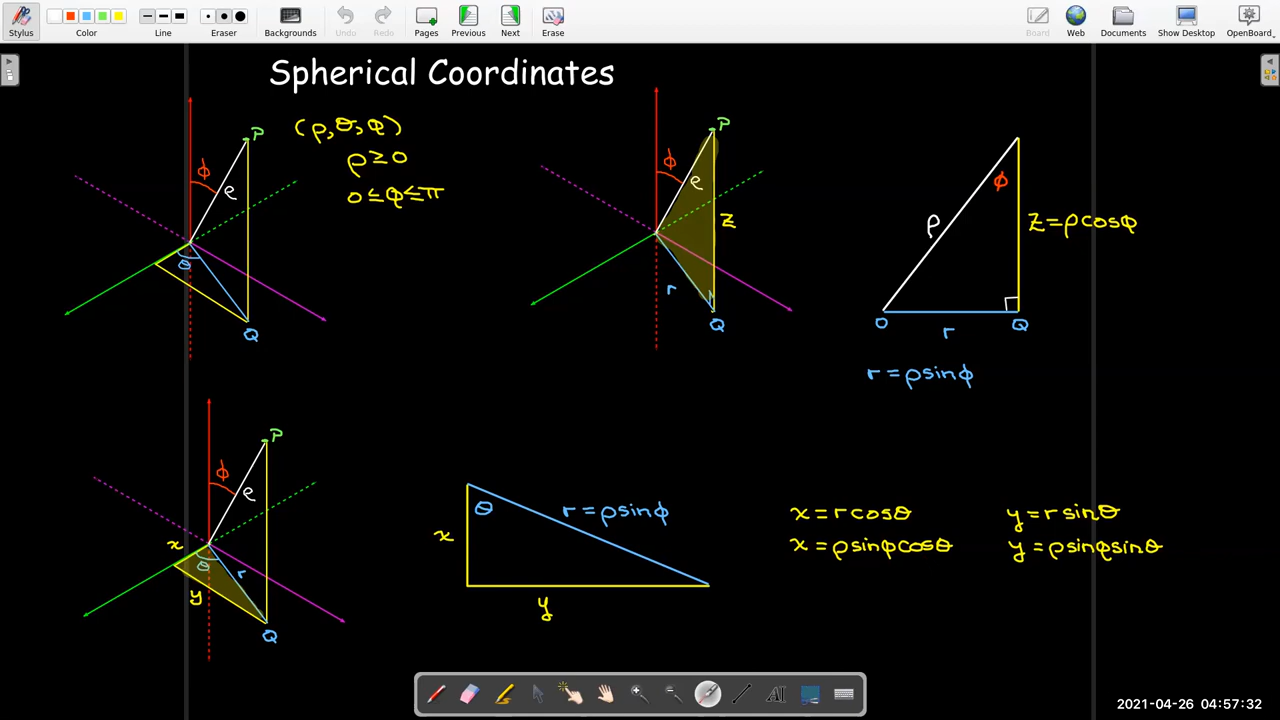 Stylus
Color
Line
Eraser
Backgrounds
Undo
Redo
Pages
Previous
Next
Erase
Board
Web
Documents
Show Desktop
OpenBoard
Spherical Coordinates
P
(ρ, θ, φ)
ρ ≥ 0
0 ≤ φ ≤ π
ϕ
ρ
θ
Q
P
ϕ
ρ
z
r
Q
ϕ
ρ
z = ρcosφ
O
r
Q
r = ρsinϕ
P
ϕ
ρ
x
θ
r
y
Q
θ
r = ρsinϕ
x
y
x = rcosθ
y = rsinθ
x = ρsinφcosθ
y = ρsinφsinθ
AI
2021-04-26 04:57:32